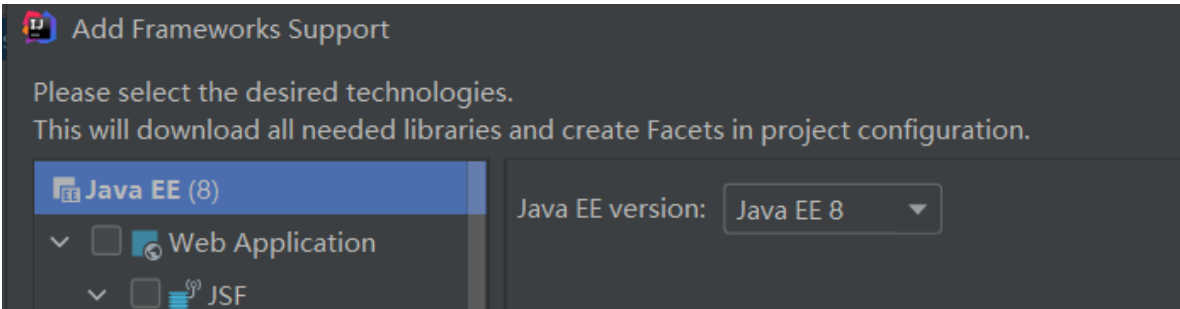 Add Frameworks Support
Please select the desired technologies.
This will download all needed libraries and create Facets in project configuration.
Java EE (8)
Java EE version: Java EE 8
Web Application
JSF